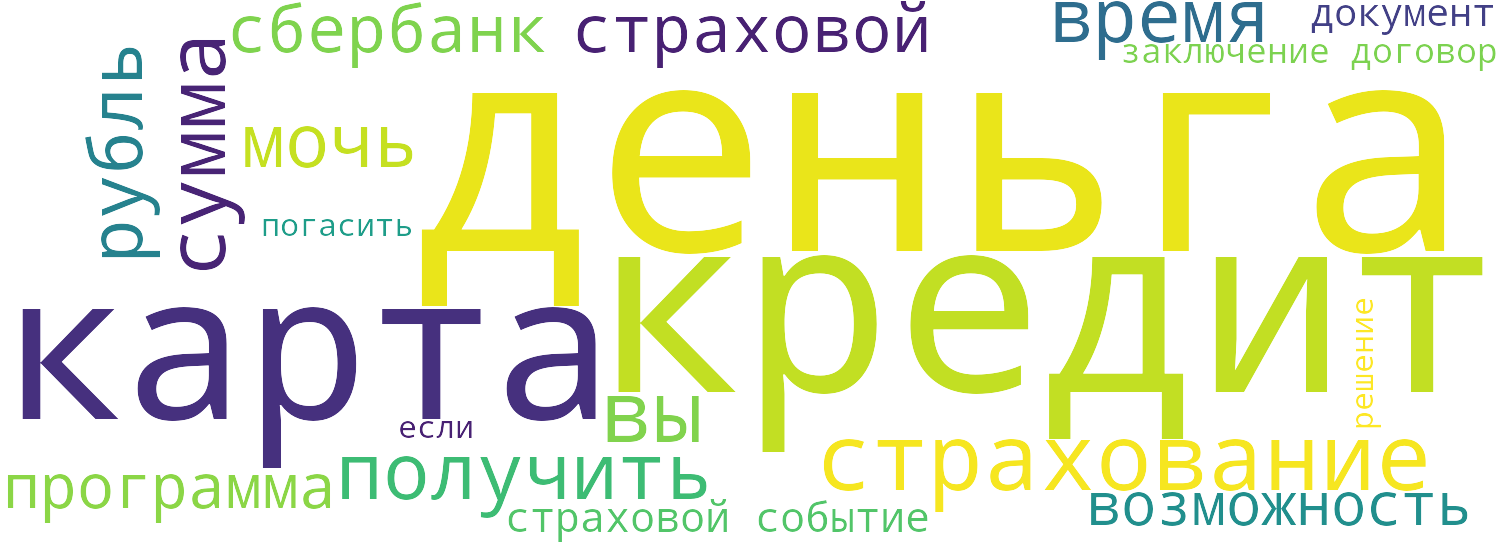 сбербанк
страховой
время
документ
заключение договор
рубль
сумма
мочь
деньга
погасить
кредит
карта
решение
если
вы
страхование
получить
программа
возможность
страховой событие